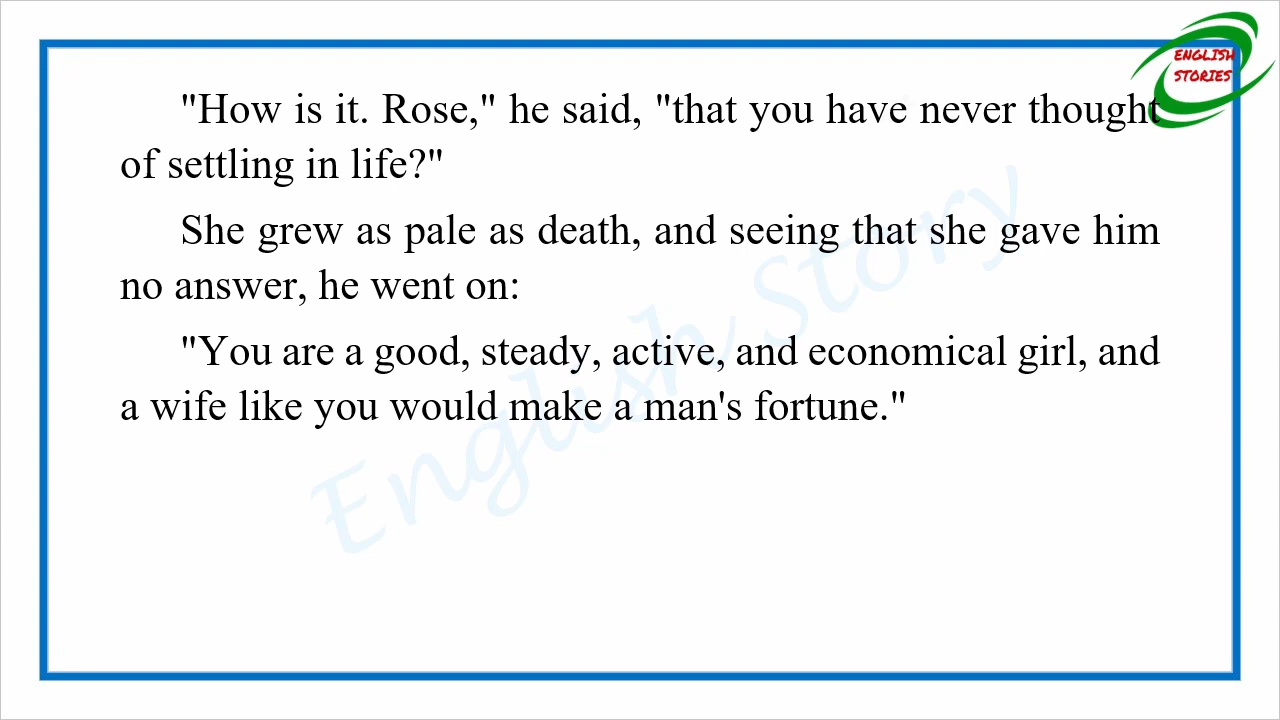 ENGLISH
STORIES
"How is it. Rose," he said, "that you have never thought
of settling in life?"
She grew as pale as death, and seeing that she gave him
no answer, he went on:
"You are a good, steady, active, and economical girl, and
a wife like you would make a man's fortune."
English Story